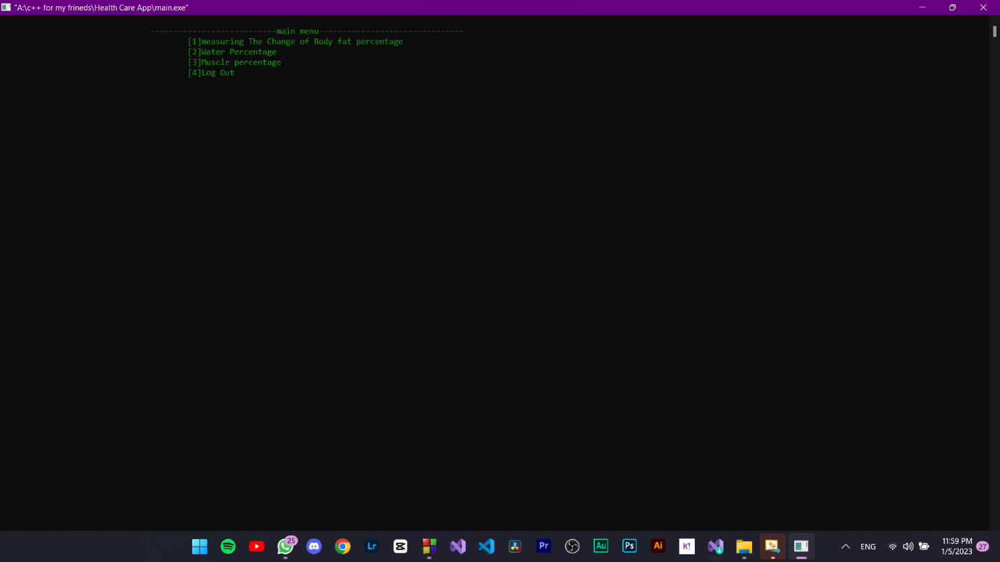 "A:\c++ for my frineds\Health Care App\main.exe"
---------------------------main menu-------------------------------
[1]measuring The Change of Body fat percentage
[2]Water Percentage
[3]Muscle percentage
[4]Log Out
25
Lr
Pr
Au
Ps
Ai
K!
ENG
11:59 PM
1/5/2023
27